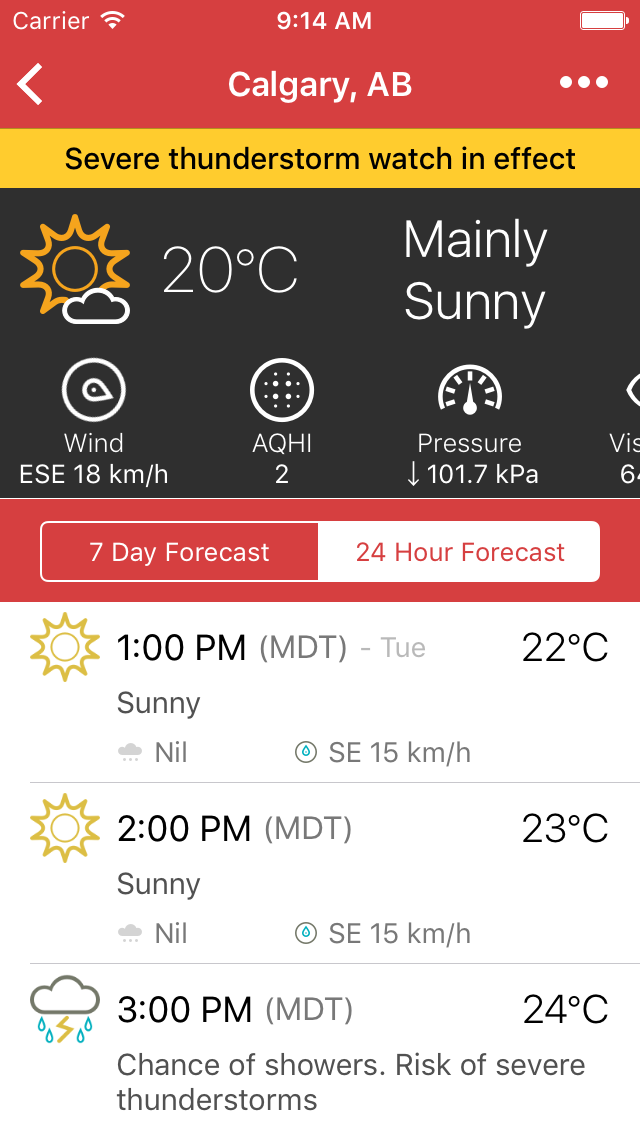 Carrier 9:14 AM
Calgary, AB
Severe thunderstorm watch in effect
20°C
Mainly
Sunny
Wind AQHI Pressure Vis
ESE 18 km/h 2 ↓ 101.7 kPa 64
7 Day Forecast 24 Hour Forecast
1:00 PM (MDT) - Tue 22°C
Sunny
Nil SE 15 km/h
2:00 PM (MDT) 23°C
Sunny
Nil SE 15 km/h
3:00 PM (MDT) 24°C
Chance of showers. Risk of severe
thunderstorms